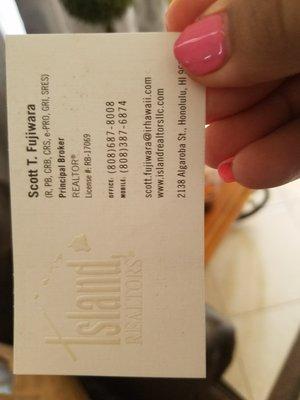 Scott T. Fujiwara
(R, PB, CRB, CRS, e-PRO, GRI, SRES)
Principal Broker
REALTOR®
License #: RB-17069
OFFICE: (808)687-8008
MOBILE: (808)387-6874
scott.fujiwara@irhawaii.com
www.islandrealtorsllc.com
2138 Algaroba St., Honolulu, HI
Island
REALTORS